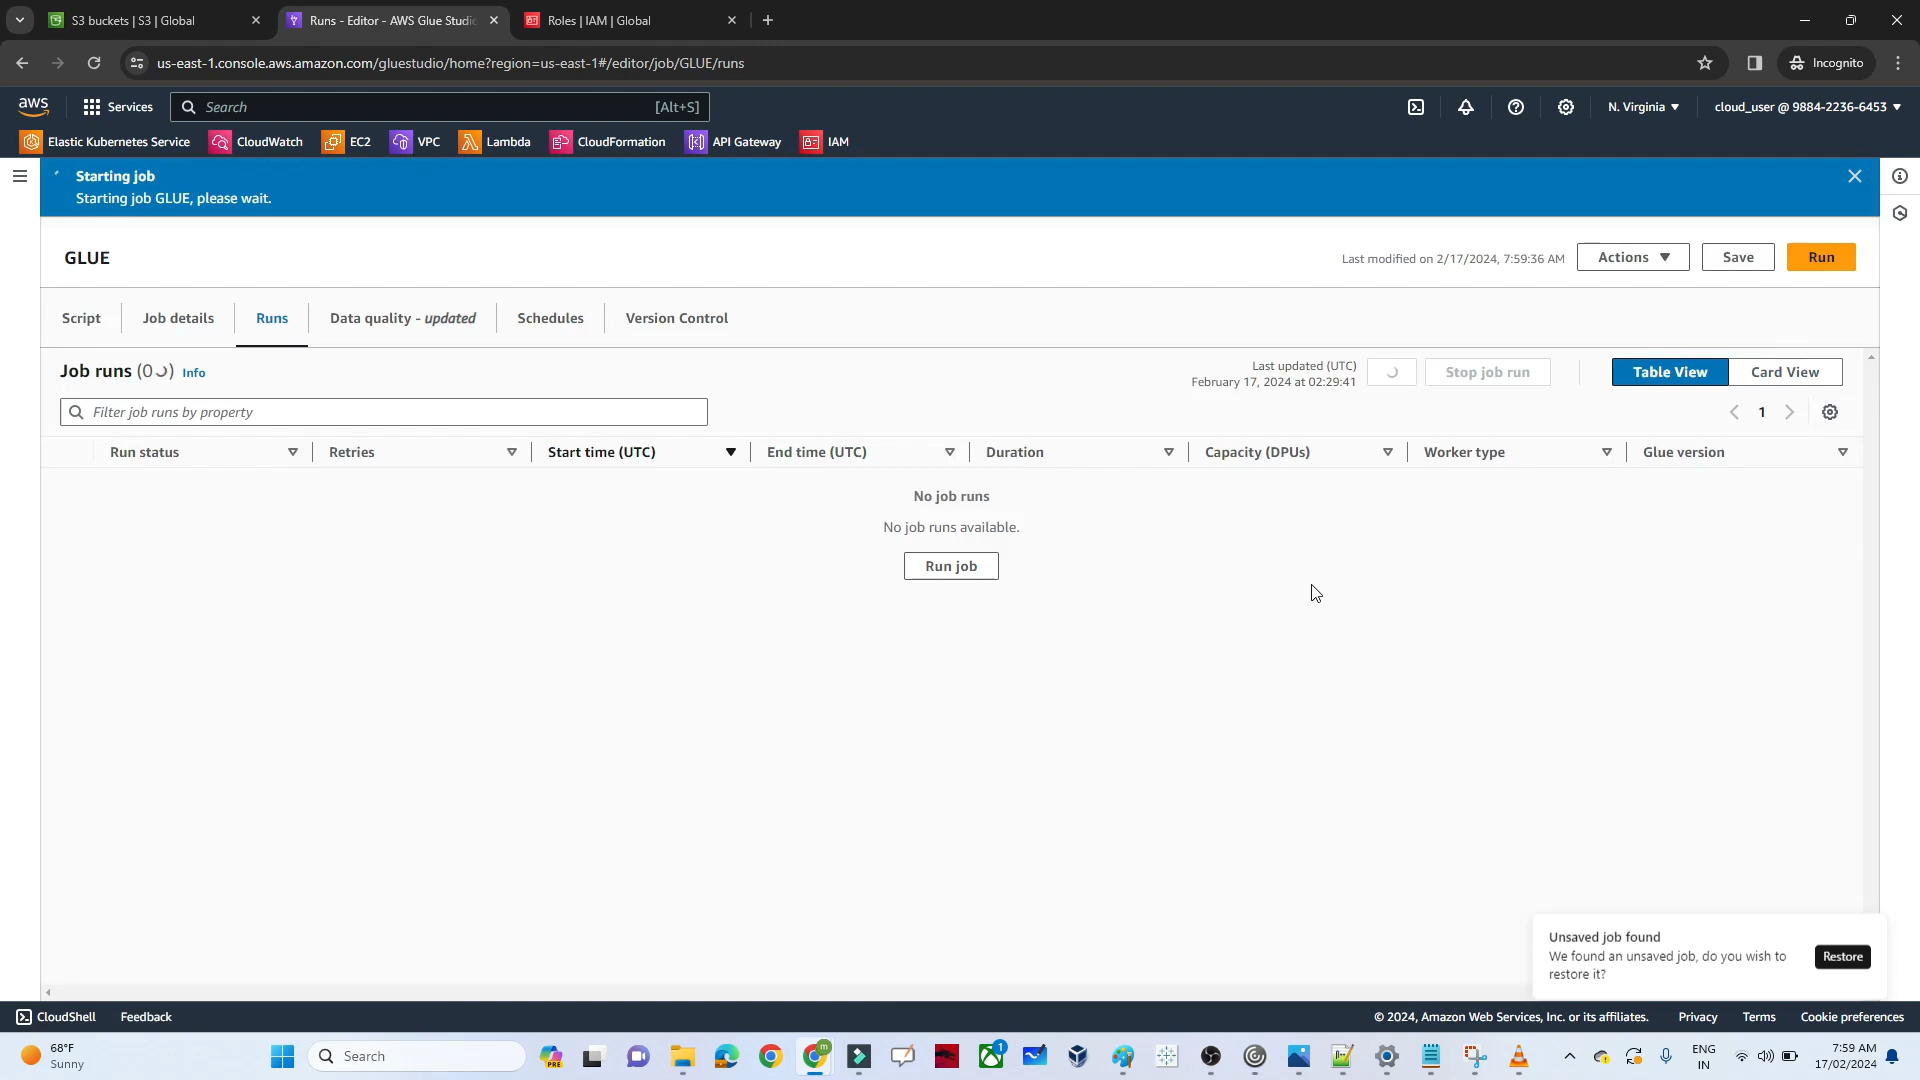 S3 buckets | S3 | Global
Runs - Editor - AWS Glue Studio
Roles | IAM | Global
us-east-1.console.aws.amazon.com/gluestudio/home?region=us-east-1#/editor/job/GLUE/runs
Incognito
aws
Services
Search
[Alt+S]
N. Virginia
cloud_user @ 9884-2236-6453
Elastic Kubernetes Service
CloudWatch
EC2
VPC
Lambda
CloudFormation
API Gateway
IAM
Starting job
Starting job GLUE, please wait.
GLUE
Last modified on 2/17/2024, 7:59:36 AM
Actions
Save
Run
Script
Job details
Runs
Data quality - updated
Schedules
Version Control
Job runs (0)
Info
Last updated (UTC)
February 17, 2024 at 02:29:41
Stop job run
Table View
Card View
Filter job runs by property
1
Run status
Retries
Start time (UTC)
End time (UTC)
Duration
Capacity (DPUs)
Worker type
Glue version
No job runs
No job runs available.
Run job
Unsaved job found
We found an unsaved job, do you wish to
restore it?
Restore
CloudShell
Feedback
© 2024, Amazon Web Services, Inc. or its affiliates.
Privacy
Terms
Cookie preferences
68°F
Sunny
Search
PRE
m
1
ENG
IN
7:59 AM
17/02/2024